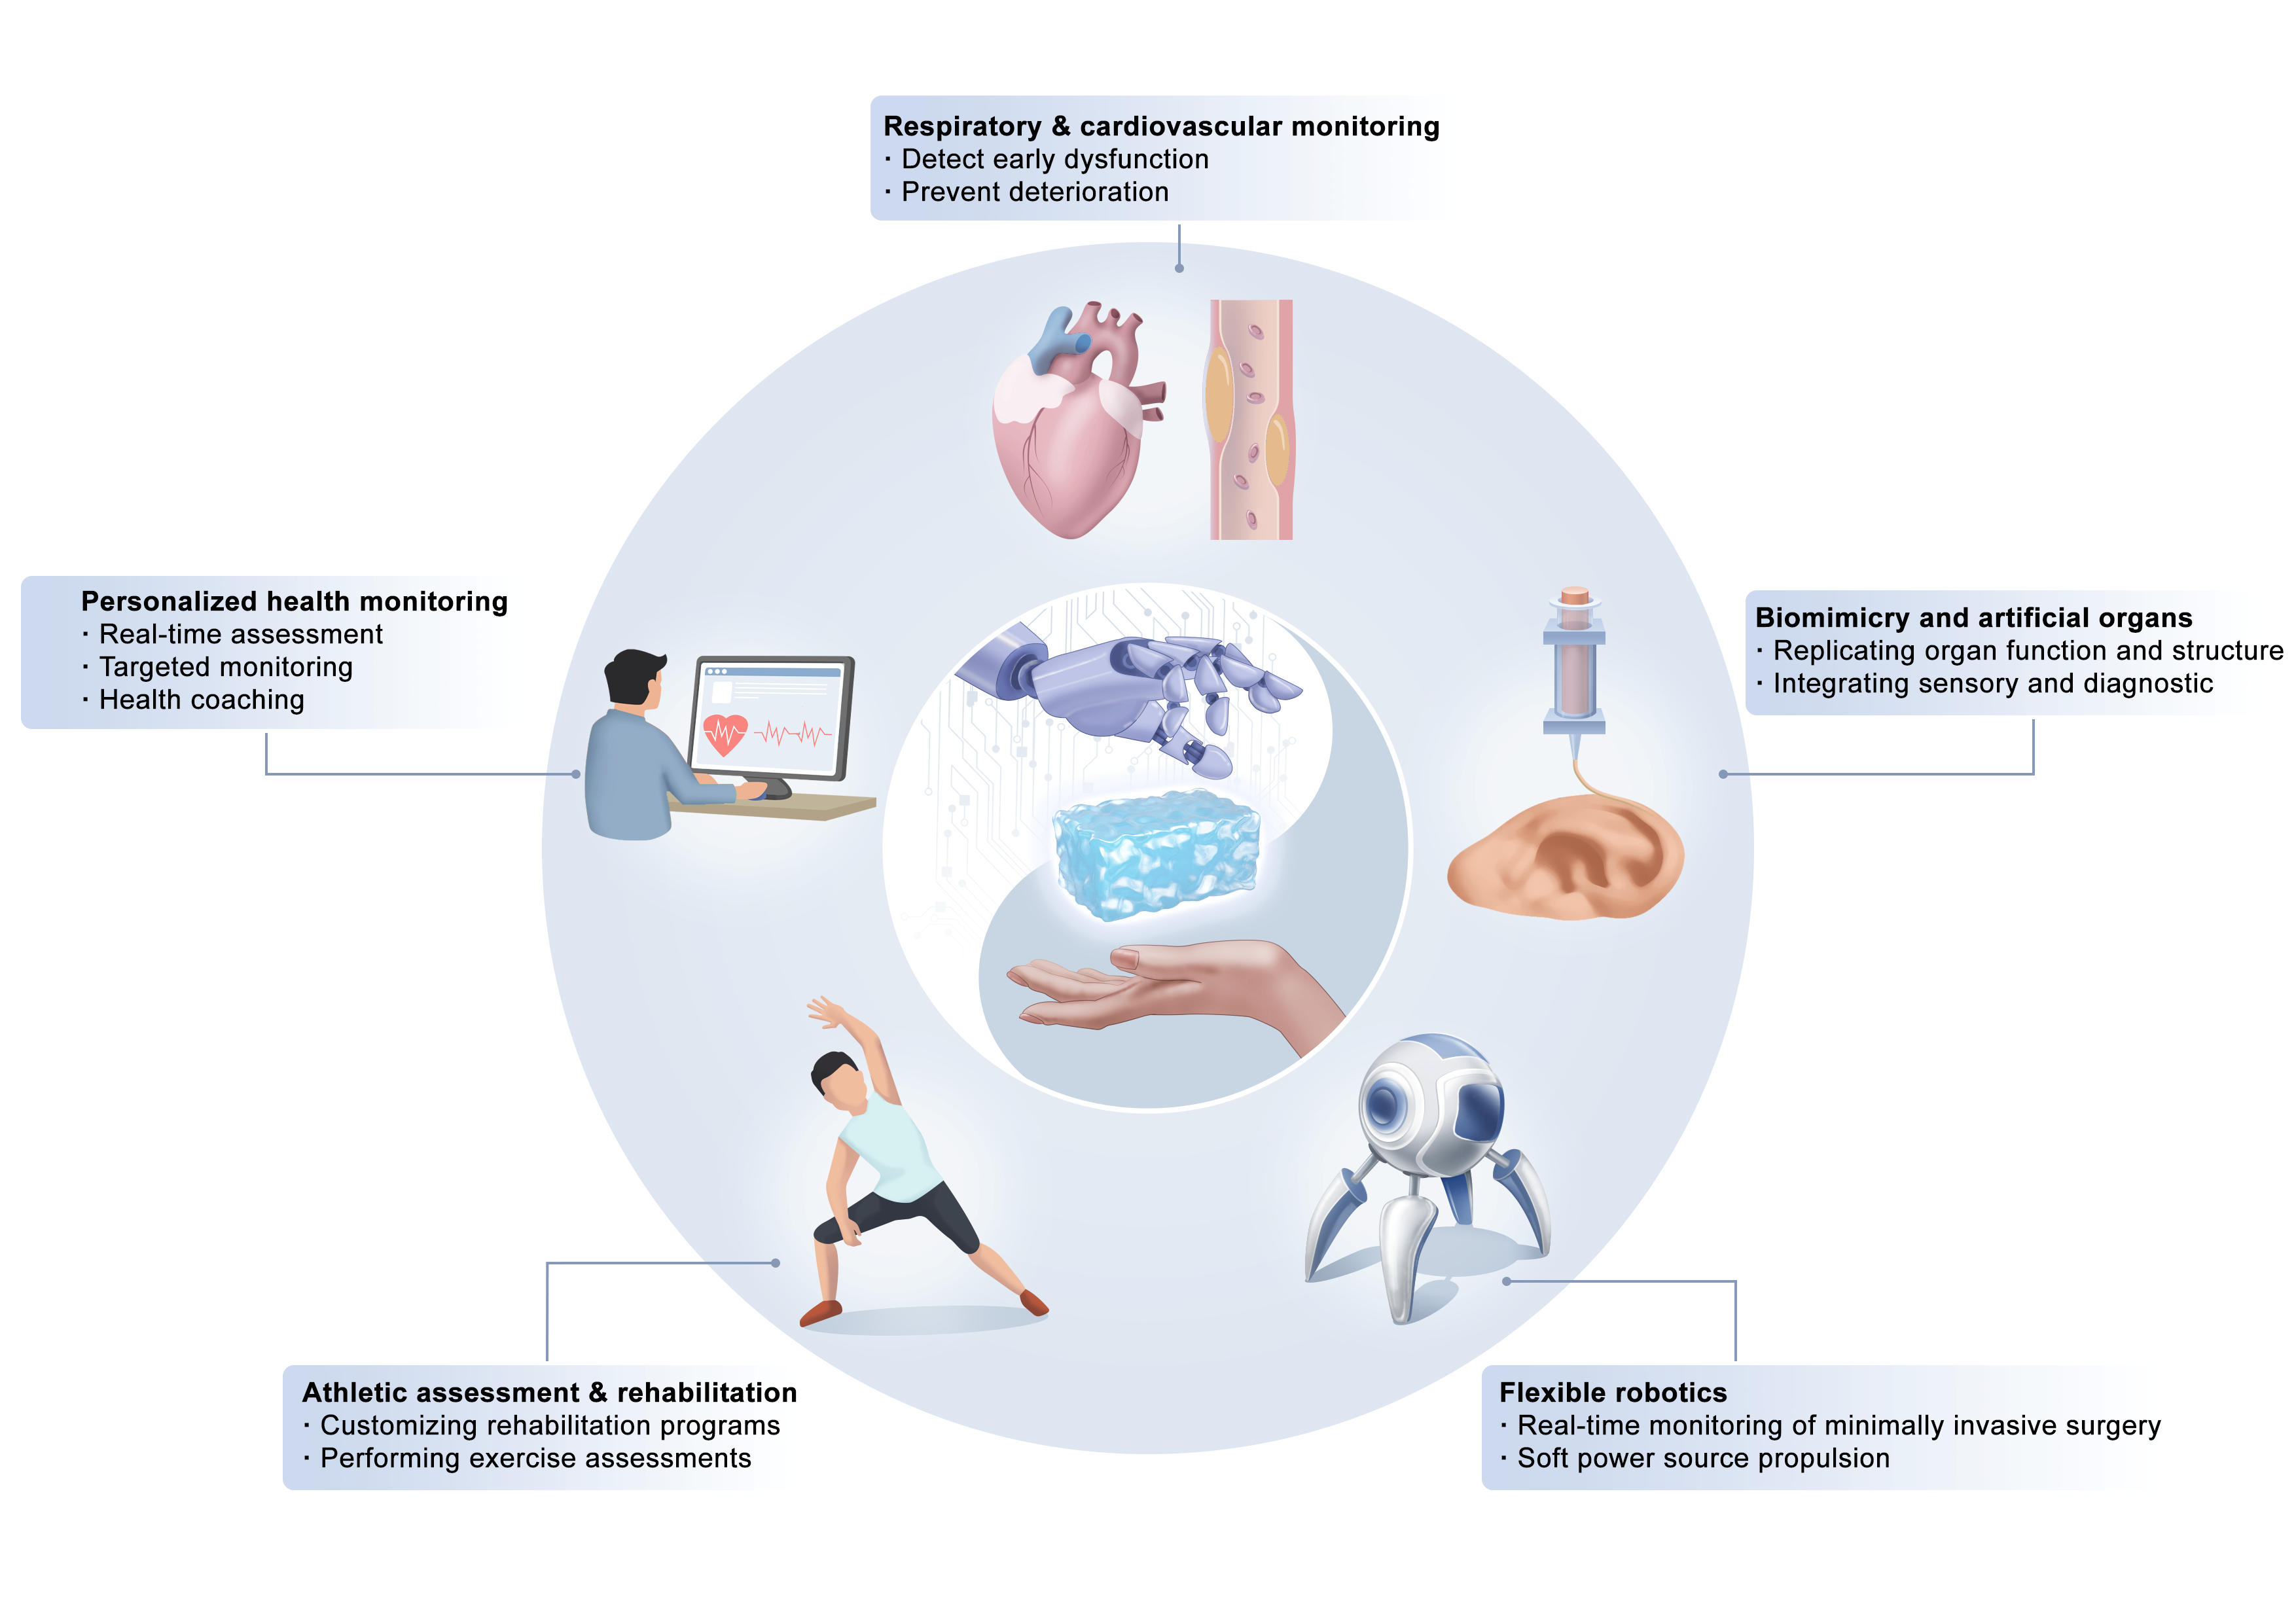 Respiratory & cardiovascular monitoring
· Detect early dysfunction
· Prevent deterioration
Personalized health monitoring
· Real-time assessment
· Targeted monitoring
· Health coaching
Biomimicry and artificial organs
· Replicating organ function and structure
· Integrating sensory and diagnostic
Athletic assessment & rehabilitation
· Customizing rehabilitation programs
· Performing exercise assessments
Flexible robotics
· Real-time monitoring of minimally invasive surgery
· Soft power source propulsion